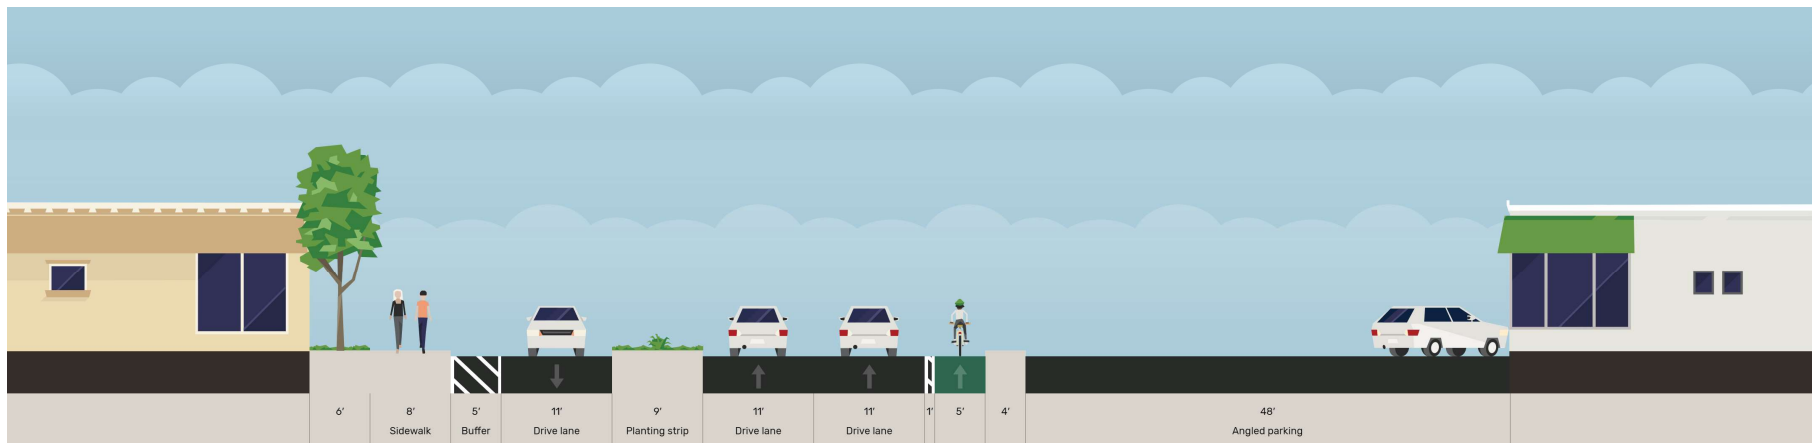 6′ 8′ 5′ 11′ 9′ 11′ 11′ 1′ 5′ 4′ 48′
Sidewalk Buffer Drive lane Planting strip Drive lane Drive lane Angled parking